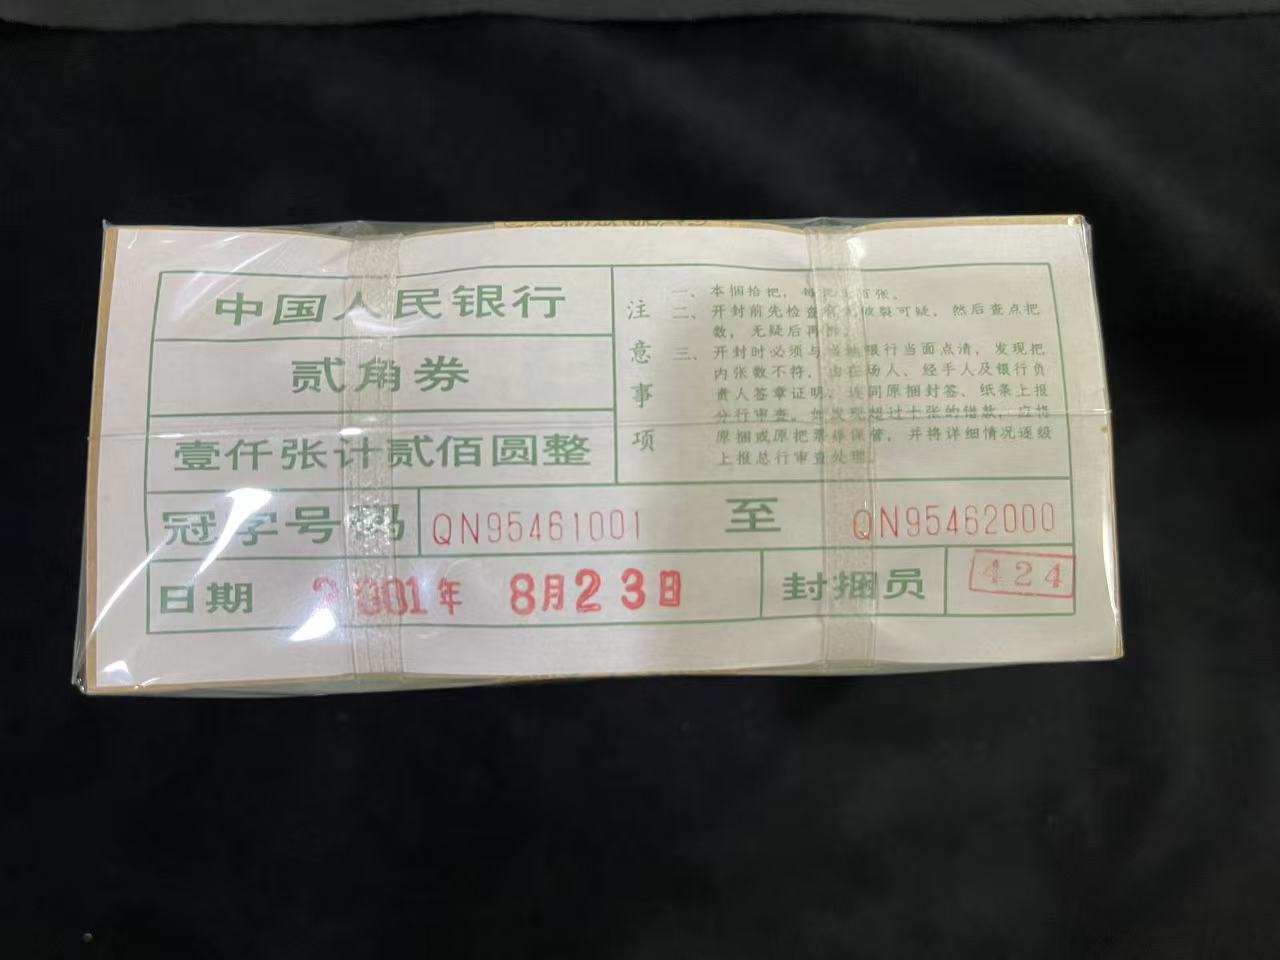 中国人民银行
贰角券
壹仟张计贰佰圆整
注意事项
一、本捆拾把，每把壹百张。
二、开封前先检查有无破裂可疑，然后查点把
数，无疑后再拆。
三、开封时必须与当地银行当面点清，发现把
内张数不符，由在场人、经手人及银行负
责人签章证明，连同原捆封签、纸条上报
分行审查。如发现超过十张的错款，应将
原捆或原把票样保管，并将详细情况逐级
上报总行审查处理。
冠字号码 QN95461001 至 QN95462000
日期 2001年 8月23日 封捆员 424